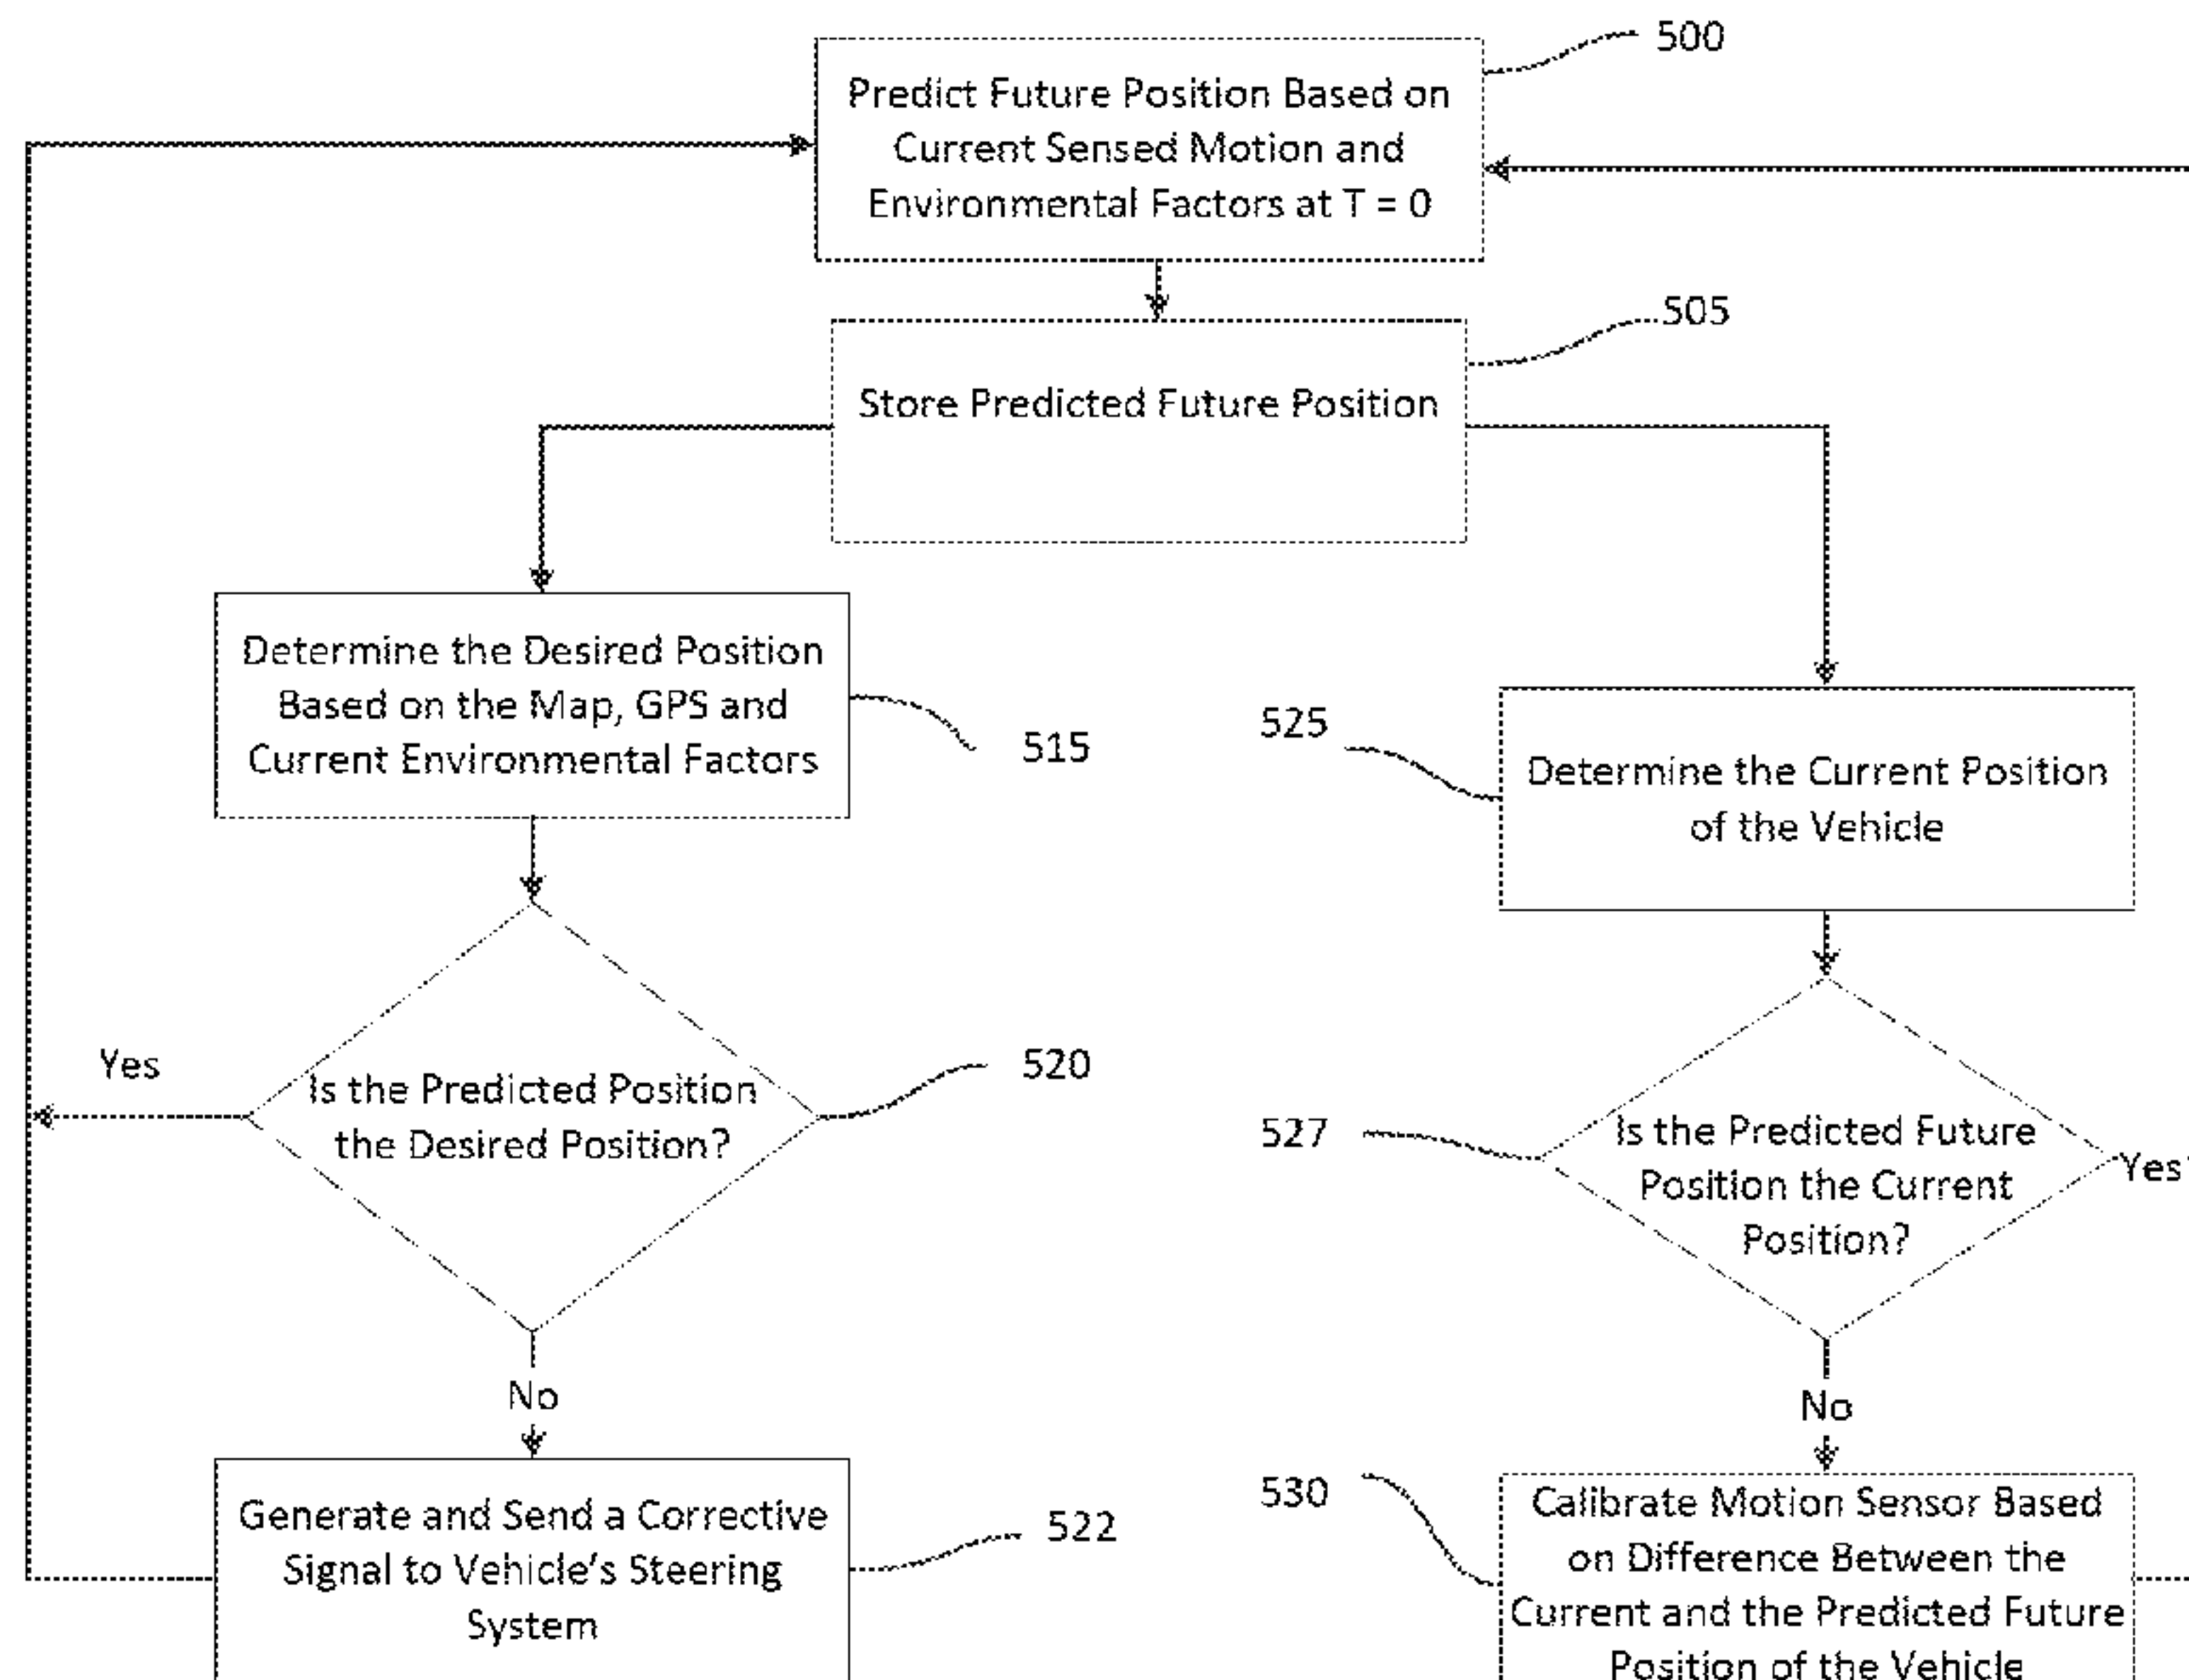 500
Predict Future Position Based on
Current Sensed Motion and
Environmental Factors at T = 0
505
Store Predicted Future Position
Determine the Desired Position
Based on the Map, GPS and
Current Environmental Factors
515
525
Determine the Current Position
of the Vehicle
Yes
Is the Predicted Position
the Desired Position?
520
527
Is the Predicted Future
Position the Current
Position?
Yes
No
No
Generate and Send a Corrective
Signal to Vehicle's Steering
System
522
530
Calibrate Motion Sensor Based
on Difference Between the
Current and the Predicted Future
Position of the Vehicle